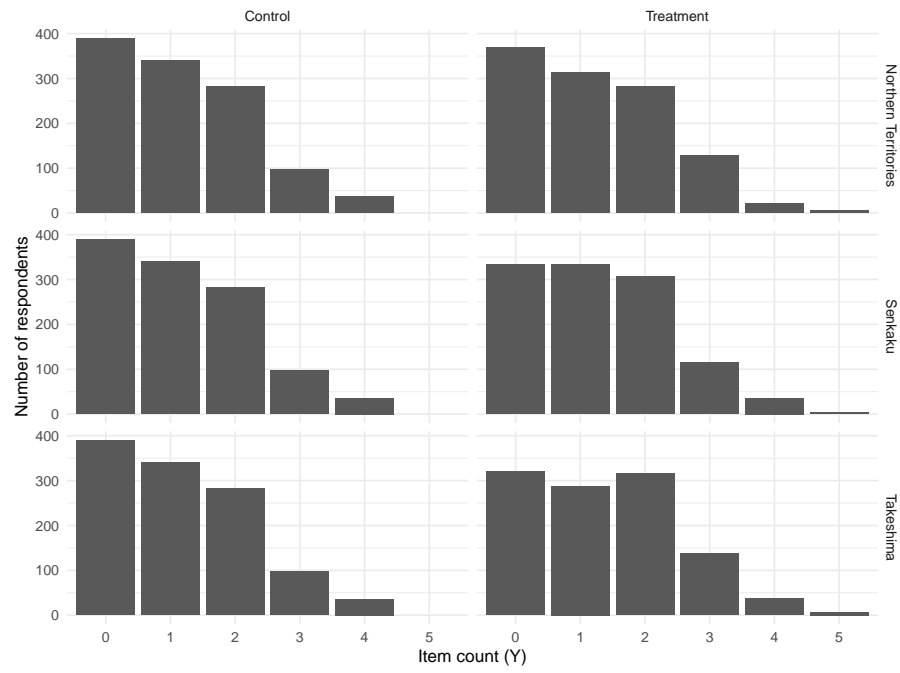 Control Treatment
400
300
200
100
0
Northern Territories
400
300
200
100
0
Senkaku
400
300
200
100
0
Takeshima
Number of respondents
0 1 2 3 4 5 0 1 2 3 4 5
Item count (Y)